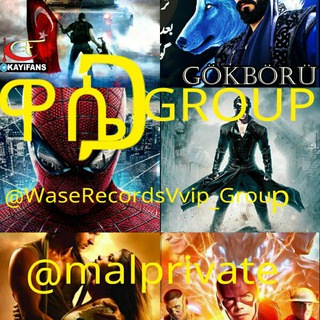 @KAYIFANS
GÖKBÖRÜ
ዋሴ GROUP
@WaseRecordsVvip_Group
@malprivate